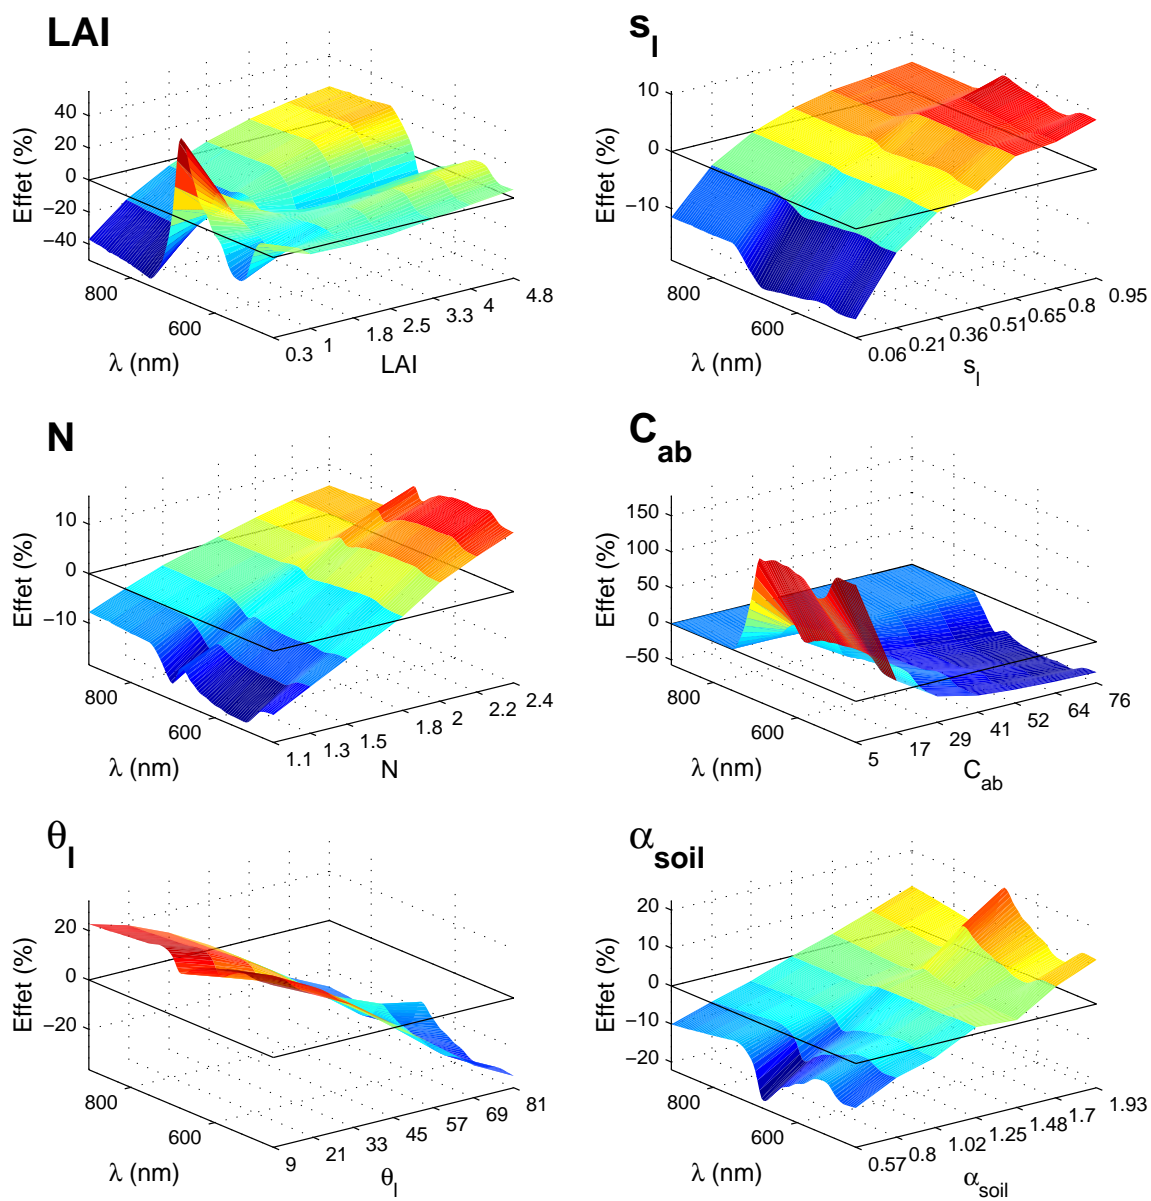 LAI
Effet (%)
40
20
0
−20
−40
800
600
λ (nm)
0.3 1 1.8 2.5 3.3 4 4.8
LAI
s_l
Effet (%)
10
0
−10
800
600
λ (nm)
0.06 0.21 0.36 0.51 0.65 0.8 0.95
s_l
N
Effet (%)
10
0
−10
800
600
λ (nm)
1.1 1.3 1.5 1.8 2 2.2 2.4
N
C_ab
Effet (%)
150
100
50
0
−50
800
600
λ (nm)
5 17 29 41 52 64 76
C_ab
θ_l
Effet (%)
20
0
−20
800
600
λ (nm)
9 21 33 45 57 69 81
θ_l
α_soil
Effet (%)
20
10
0
−10
−20
800
600
λ (nm)
0.57 0.8 1.02 1.25 1.48 1.7 1.93
α_soil